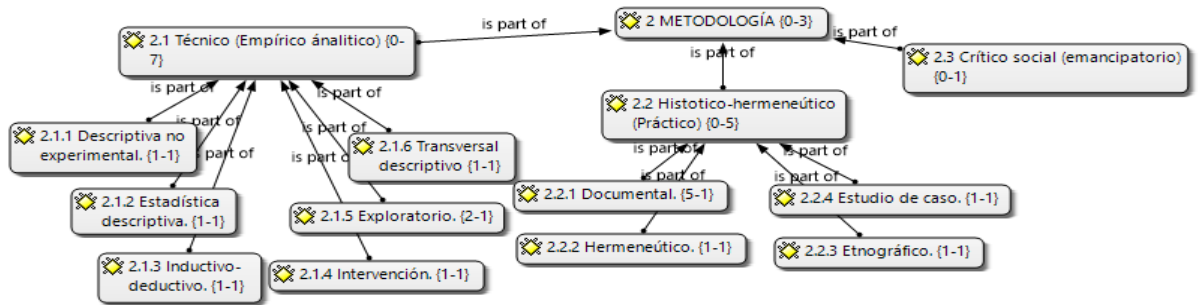 is part of
is part of
2 METODOLOGÍA {0-3}
2.1 Técnico (Empírico ánalitico) {0-
7}
is part of
is part of
2.3 Crítico social (emancipatorio)
{0-1}
is part of
is part of
2.2 Histotico-hermeneútico
(Práctico) {0-5}
is part of
is part of
is part of
is part of
2.1.1 Descriptiva no
experimental. {1-1}
2.1.6 Transversal
descriptivo {1-1}
is part of
is part of
is part of
is part of
2.1.2 Estadística
descriptiva. {1-1}
2.1.5 Exploratorio. {2-1}
2.2.1 Documental. {5-1}
2.2.4 Estudio de caso. {1-1}
2.1.3 Inductivo-
deductivo. {1-1}
2.1.4 Intervención. {1-1}
2.2.2 Hermeneútico. {1-1}
2.2.3 Etnográfico. {1-1}